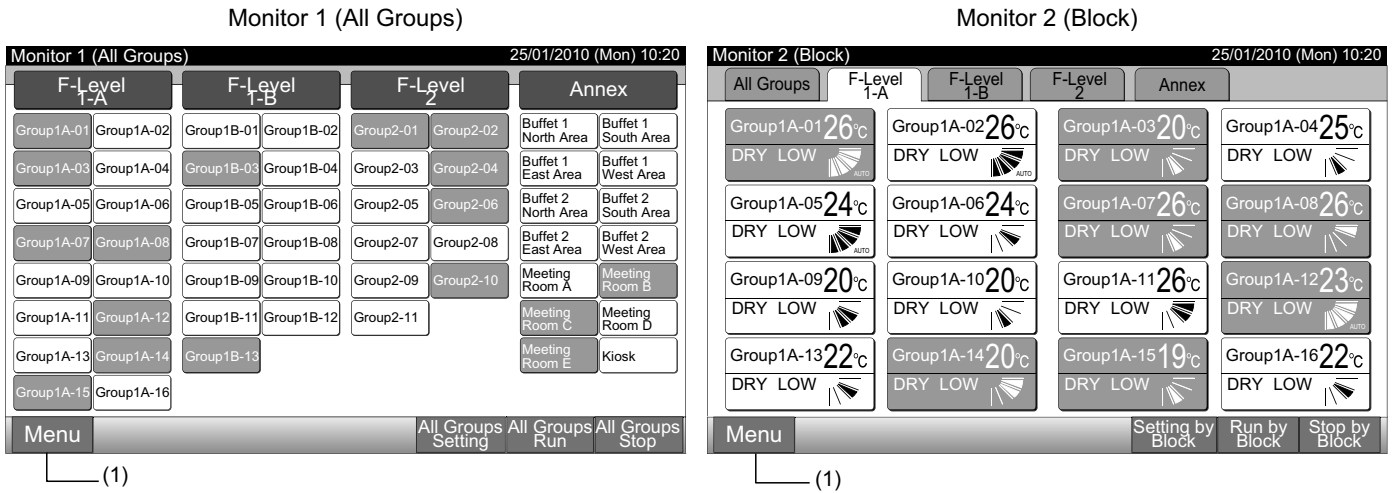 Monitor 1 (All Groups)
Monitor 1 (All Groups) 25/01/2010 (Mon) 10:20
F-Level
1-A
F-Level
1-B
F-Level
2
Annex
Group1A-01 Group1A-02 Group1B-01 Group1B-02 Group2-01 Group2-02
Buffet 1
North Area
Buffet 1
South Area
Group1A-03 Group1A-04 Group1B-03 Group1B-04 Group2-03 Group2-04
Buffet 1
East Area
Buffet 1
West Area
Group1A-05 Group1A-06 Group1B-05 Group1B-06 Group2-05 Group2-06
Buffet 2
North Area
Buffet 2
South Area
Group1A-07 Group1A-08 Group1B-07 Group1B-08 Group2-07 Group2-08
Buffet 2
East Area
Buffet 2
West Area
Group1A-09 Group1A-10 Group1B-09 Group1B-10 Group2-09 Group2-10
Meeting
Room A
Meeting
Room B
Group1A-11 Group1A-12 Group1B-11 Group1B-12 Group2-11
Meeting
Room C
Meeting
Room D
Group1A-13 Group1A-14 Group1B-13
Meeting
Room E
Kiosk
Group1A-15 Group1A-16
Menu
All Groups
Setting
All Groups
Run
All Groups
Stop
(1)
Monitor 2 (Block)
Monitor 2 (Block) 25/01/2010 (Mon) 10:20
All Groups
F-Level
1-A
F-Level
1-B
F-Level
2
Annex
Group1A-01 26°C Group1A-02 26°C Group1A-03 20°C Group1A-04 25°C
DRY LOW AUTO DRY LOW AUTO DRY LOW DRY LOW
Group1A-05 24°C Group1A-06 24°C Group1A-07 26°C Group1A-08 26°C
DRY LOW AUTO DRY LOW DRY LOW DRY LOW
Group1A-09 20°C Group1A-10 20°C Group1A-11 26°C Group1A-12 23°C
DRY LOW DRY LOW DRY LOW DRY LOW AUTO
Group1A-13 22°C Group1A-14 20°C Group1A-15 19°C Group1A-16 22°C
DRY LOW DRY LOW DRY LOW DRY LOW
Menu
Setting by
Block
Run by
Block
Stop by
Block
(1)